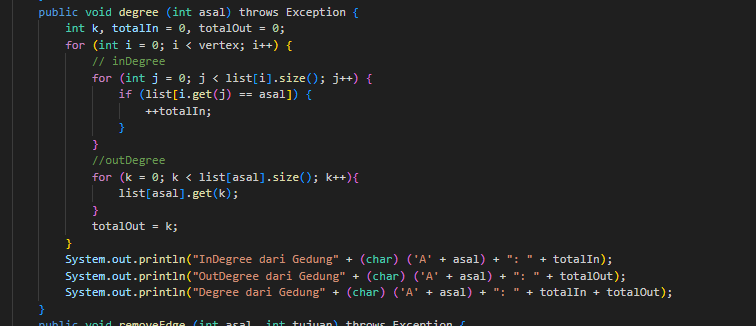 public void degree (int asal) throws Exception {
int k, totalIn = 0, totalOut = 0;
for (int i = 0; i < vertex; i++) {
// inDegree
for (int j = 0; j < list[i].size(); j++) {
if (list[i.get(j) == asal]) {
++totalIn;
}
}
//outDegree
for (k = 0; k < list[asal].size(); k++){
list[asal].get(k);
}
totalOut = k;
}
System.out.println("InDegree dari Gedung" + (char) ('A' + asal) + ": " + totalIn);
System.out.println("OutDegree dari Gedung" + (char) ('A' + asal) + ": " + totalOut);
System.out.println("Degree dari Gedung" + (char) ('A' + asal) + ": " + totalIn + totalOut);
}
public void removeEdge (int asal, int tujuan) throws Exception {